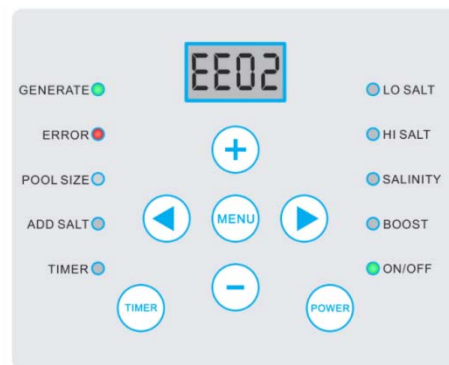 EE02
GENERATE
LO SALT
ERROR
HI SALT
POOL SIZE
SALINITY
ADD SALT
MENU
BOOST
TIMER
ON/OFF
TIMER
POWER